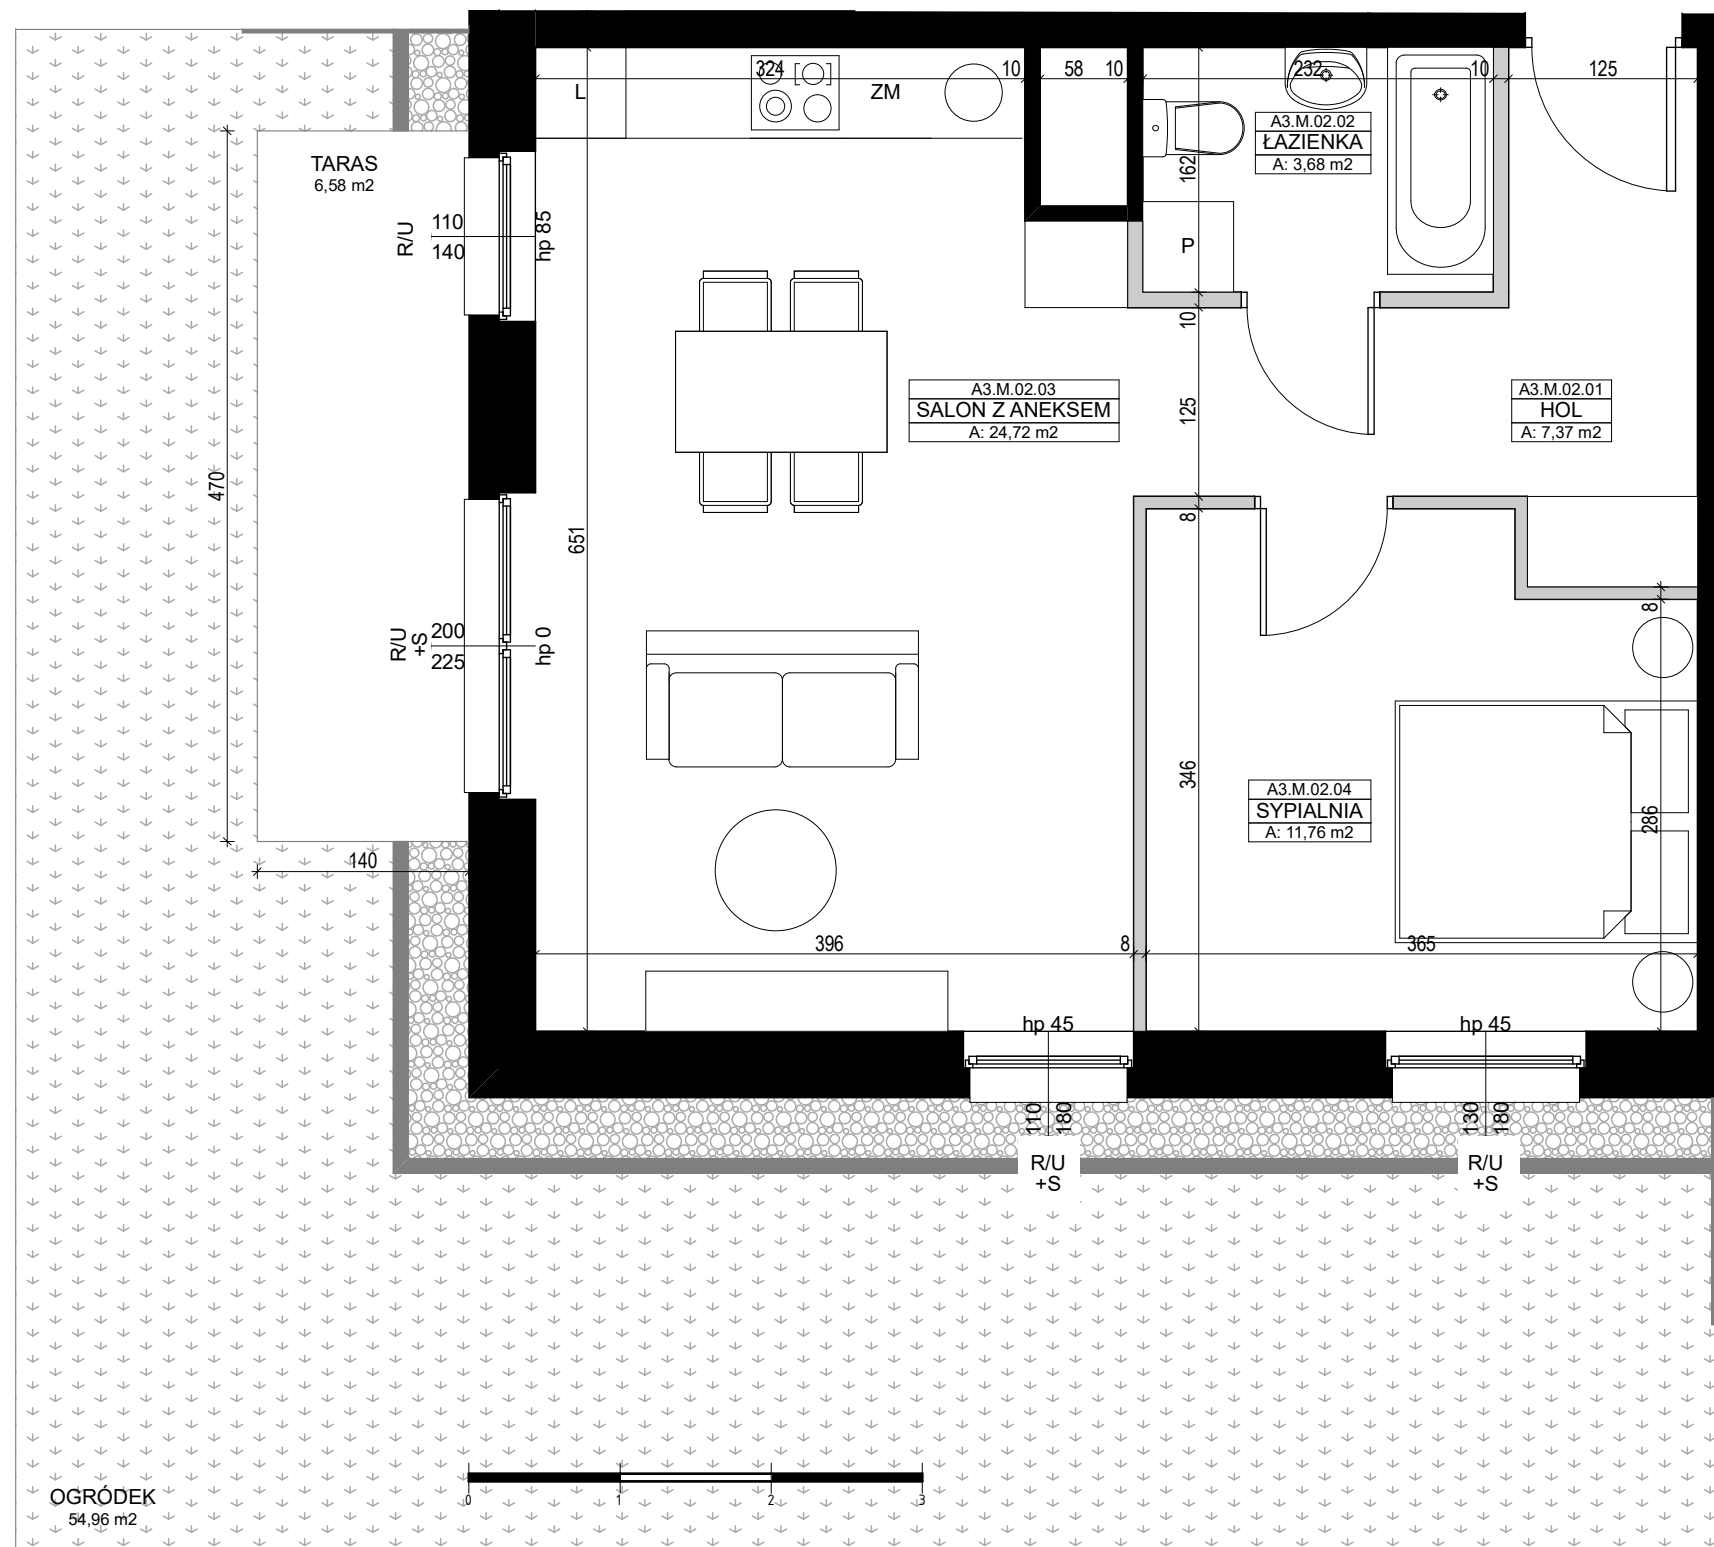 324
10
58
10
232
10
125
L
ZM
A3.M.02.02
ŁAZIENKA
A: 3,68 m2
162
TARAS
6,58 m2
R/U
110
140
hp 85
P
10
A3.M.02.03
SALON Z ANEKSEM
A: 24,72 m2
125
A3.M.02.01
HOL
A: 7,37 m2
470
651
8
8
R/U
+S
200
225
hp 0
346
A3.M.02.04
SYPIALNIA
A: 11,76 m2
286
140
396
8
365
hp 45
hp 45
110
180
130
180
R/U
+S
R/U
+S
OGRÓDEK
54,96 m2
0
1
2
3